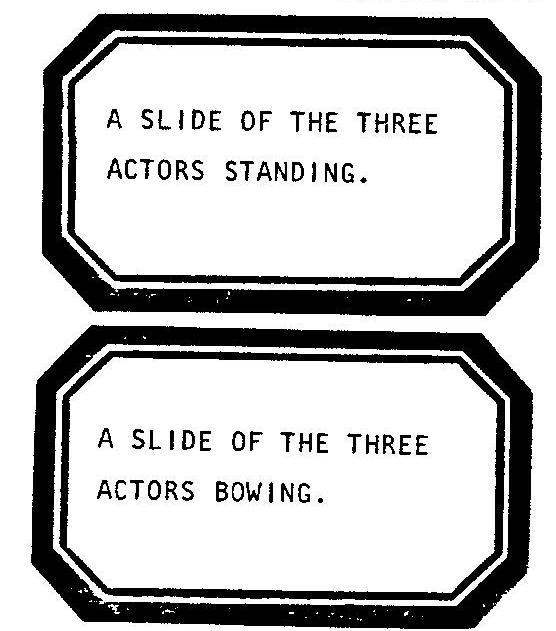 A SLIDE OF THE THREE
ACTORS STANDING.
A SLIDE OF THE THREE
ACTORS BOWING.